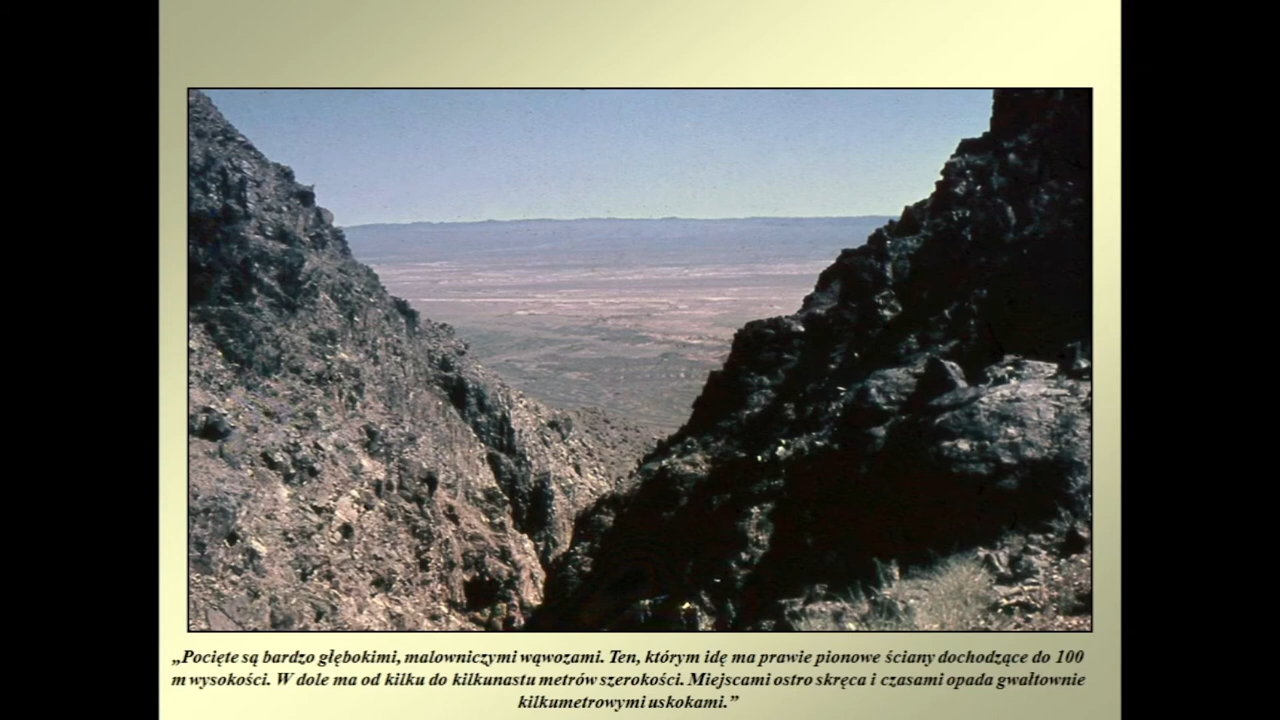 „Pocięte są bardzo głębokimi, malowniczymi wąwozami. Ten, którym idę ma prawie pionowe ściany dochodzące do 100
m wysokości. W dole ma od kilku do kilkunastu metrów szerokości. Miejscami ostro skręca i czasami opada gwałtownie
kilkumetrowymi uskokami.”